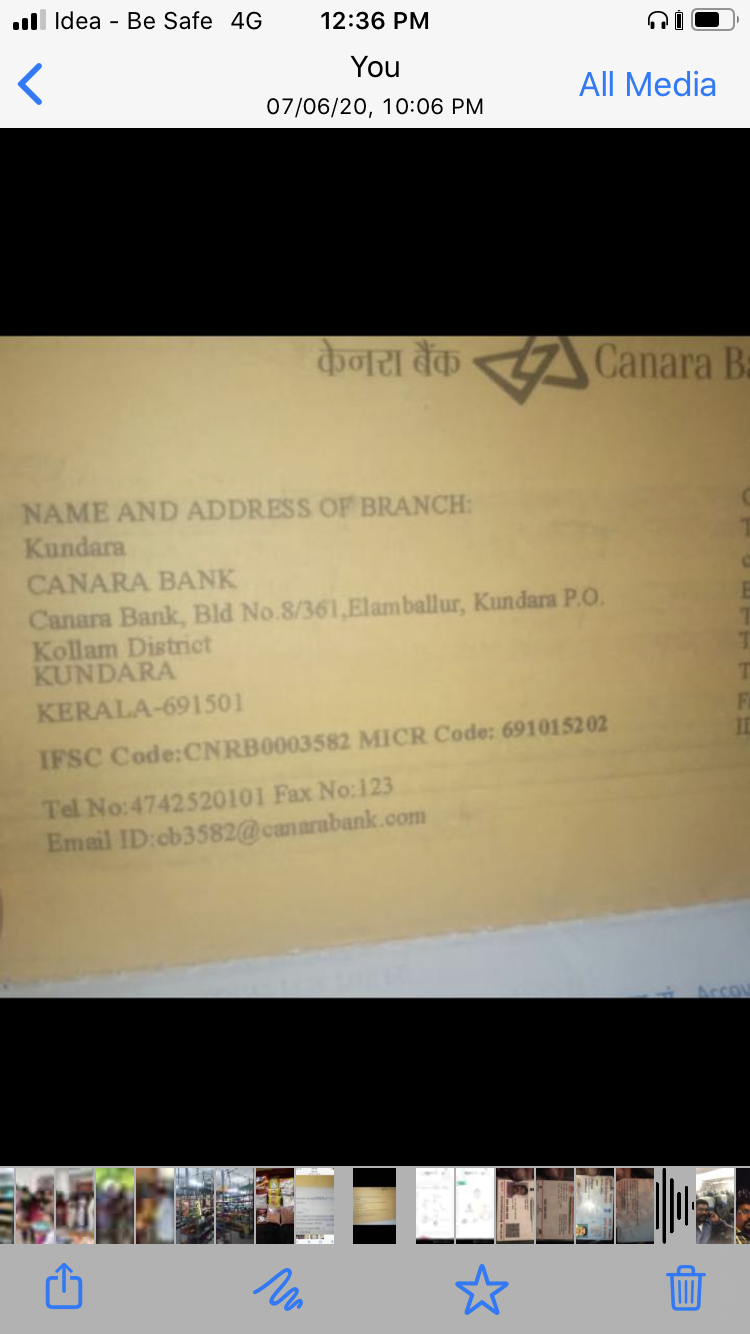 Idea - Be Safe 4G 12:36 PM
You
07/06/20, 10:06 PM
All Media
केनरा बैंक Canara
NAME AND ADDRESS OF BRANCH:
Kundara
CANARA BANK
Canara Bank, Bld No.8/361,Elamballur, Kundara P.O.
Kollam District
KUNDARA
KERALA-691501
IFSC Code:CNRB0003582 MICR Code: 691015202
Tel No:4742520101 Fax No:123
Email ID:cb3582@canarabank.com